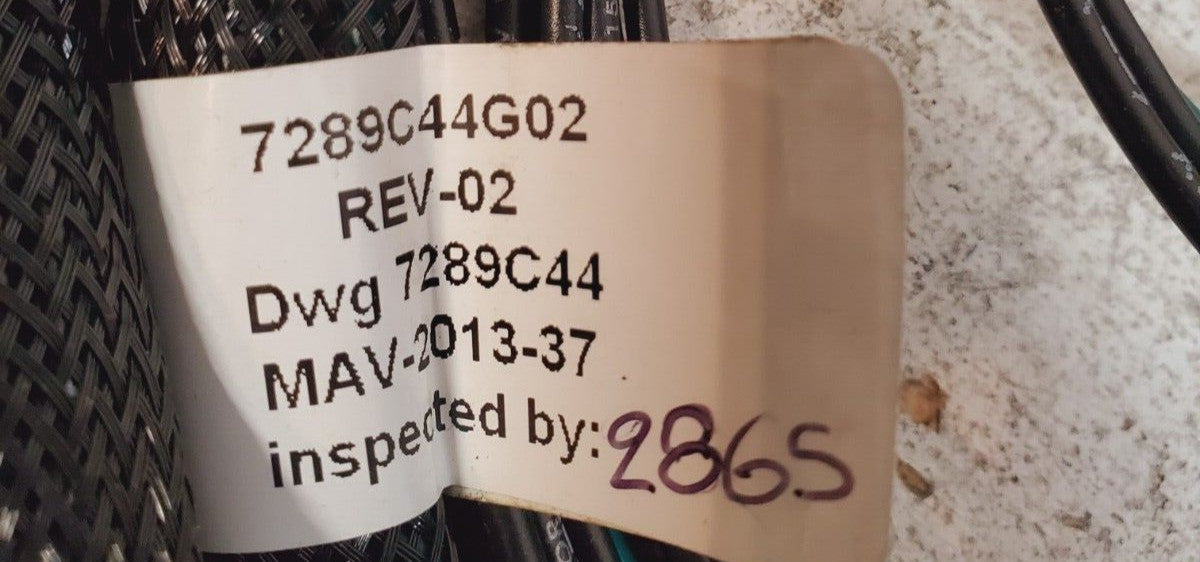 7289C44G02
REV-02
Dwg 7289C44
MAV-2013-37
inspected by: 2865